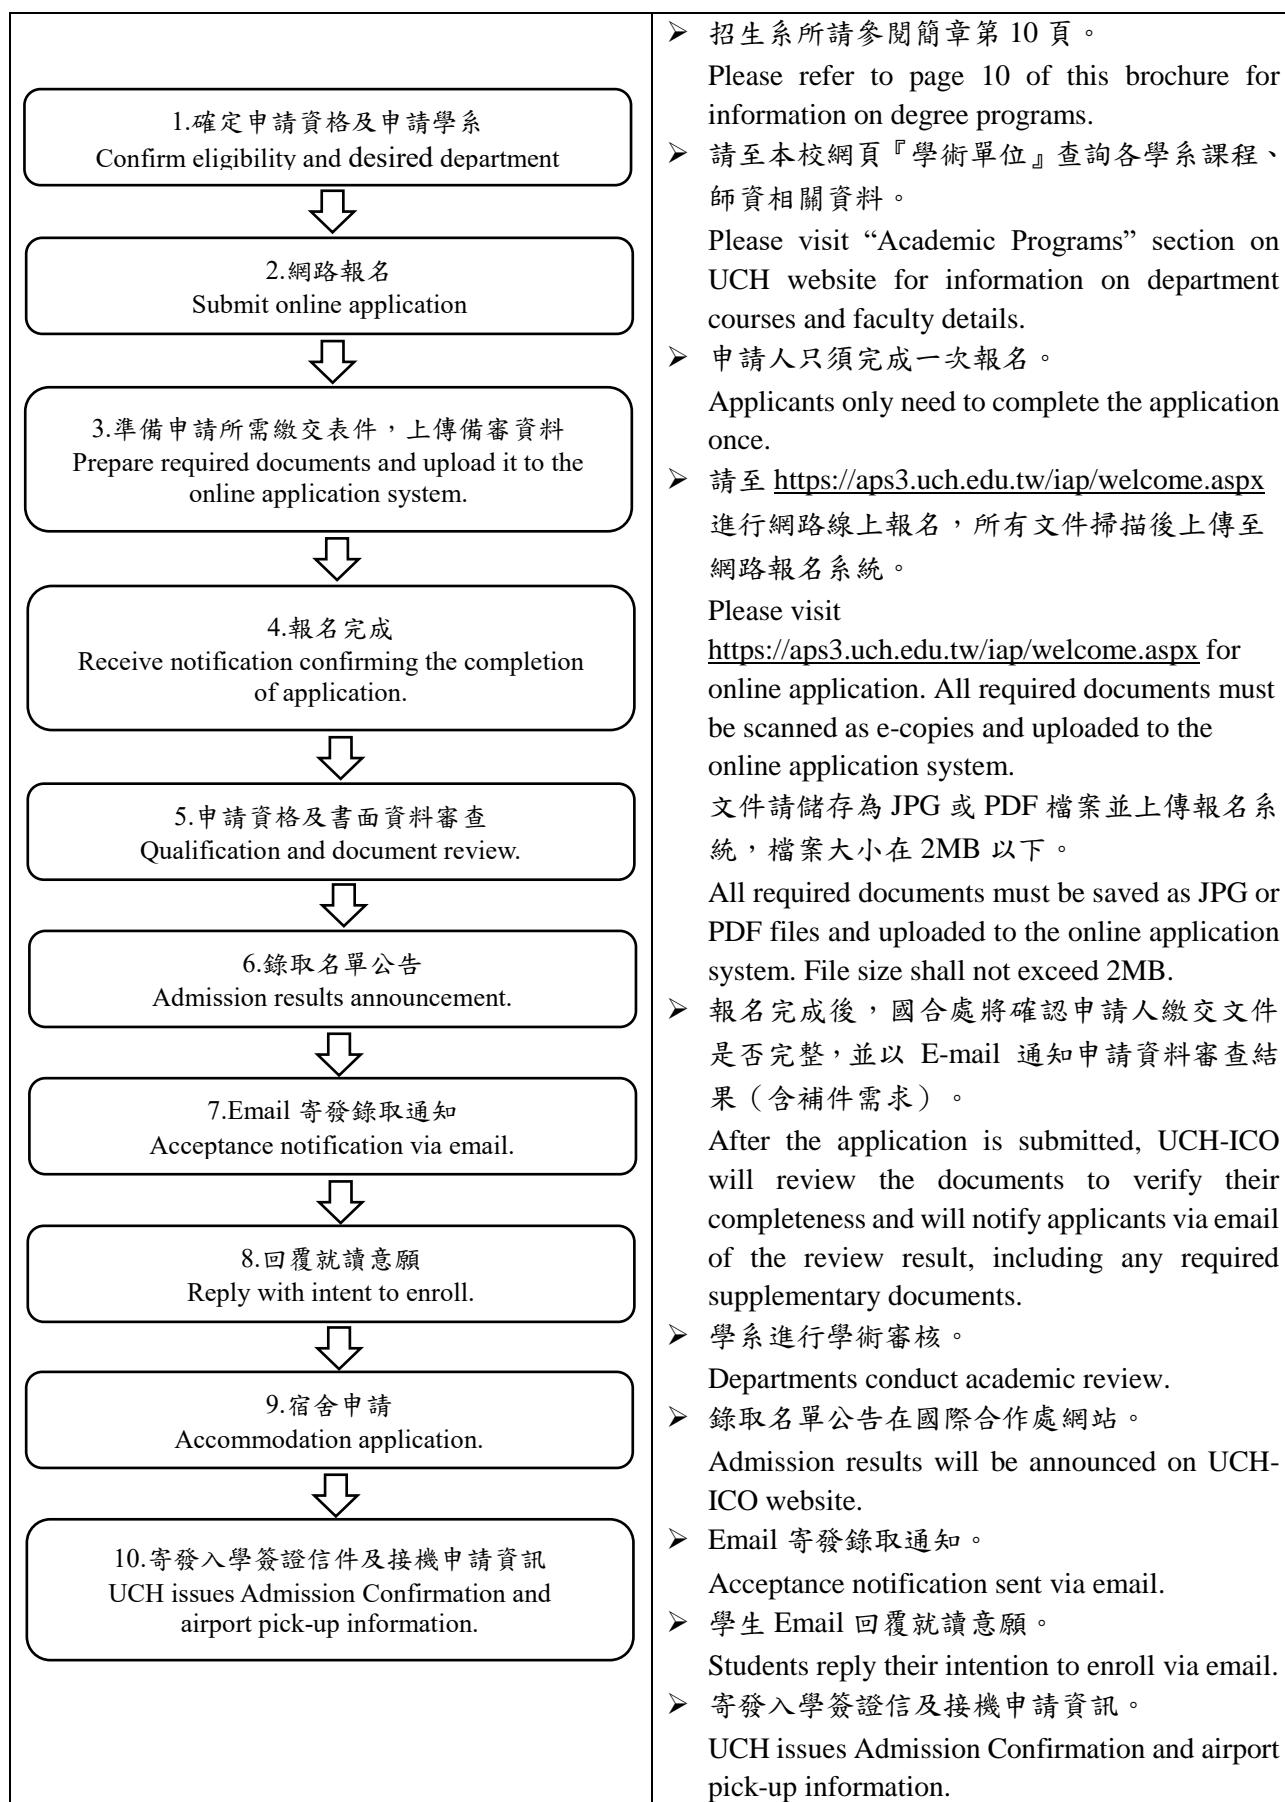 1.確定申請資格及申請學系
Confirm eligibility and desired department
2.網路報名
Submit online application
3.準備申請所需繳交表件，上傳備審資料
Prepare required documents and upload it to the
online application system.
4.報名完成
Receive notification confirming the completion
of application.
5.申請資格及書面資料審查
Qualification and document review.
6.錄取名單公告
Admission results announcement.
7.Email 寄發錄取通知
Acceptance notification via email.
8.回覆就讀意願
Reply with intent to enroll.
9.宿舍申請
Accommodation application.
10.寄發入學簽證信件及接機申請資訊
UCH issues Admission Confirmation and
airport pick-up information.
➢ 招生系所請參閱簡章第 10 頁。
Please refer to page 10 of this brochure for
information on degree programs.
➢ 請至本校網頁『學術單位』查詢各學系課程、
師資相關資料。
Please visit “Academic Programs” section on
UCH website for information on department
courses and faculty details.
➢ 申請人只須完成一次報名。
Applicants only need to complete the application
once.
➢ 請至 https://aps3.uch.edu.tw/iap/welcome.aspx
進行網路線上報名，所有文件掃描後上傳至
網路報名系統。
Please visit
https://aps3.uch.edu.tw/iap/welcome.aspx for
online application. All required documents must
be scanned as e-copies and uploaded to the
online application system.
文件請儲存為 JPG 或 PDF 檔案並上傳報名系
統，檔案大小在 2MB 以下。
All required documents must be saved as JPG or
PDF files and uploaded to the online application
system. File size shall not exceed 2MB.
➢ 報名完成後，國合處將確認申請人繳交文件
是否完整，並以 E-mail 通知申請資料審查結
果（含補件需求）。
After the application is submitted, UCH-ICO
will review the documents to verify their
completeness and will notify applicants via email
of the review result, including any required
supplementary documents.
➢ 學系進行學術審核。
Departments conduct academic review.
➢ 錄取名單公告在國際合作處網站。
Admission results will be announced on UCH-
ICO website.
➢ Email 寄發錄取通知。
Acceptance notification sent via email.
➢ 學生 Email 回覆就讀意願。
Students reply their intention to enroll via email.
➢ 寄發入學簽證信及接機申請資訊。
UCH issues Admission Confirmation and airport
pick-up information.